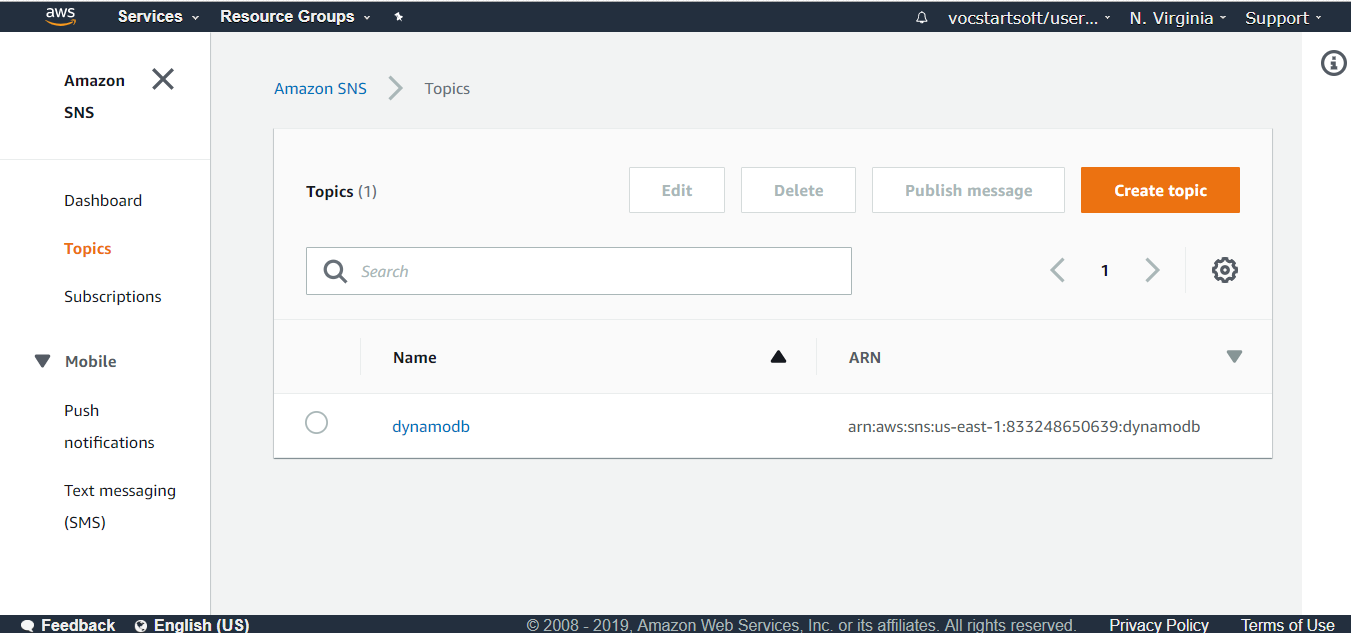 aws Services Resource Groups vocstartsoft/user... N. Virginia Support
Amazon
SNS
Dashboard
Topics
Subscriptions
Mobile
Push
notifications
Text messaging
(SMS)
Amazon SNS Topics
Topics (1) Edit Delete Publish message Create topic
Search 1
Name ARN
dynamodb arn:aws:sns:us-east-1:833248650639:dynamodb
Feedback English (US) © 2008 - 2019, Amazon Web Services, Inc. or its affiliates. All rights reserved. Privacy Policy Terms of Use